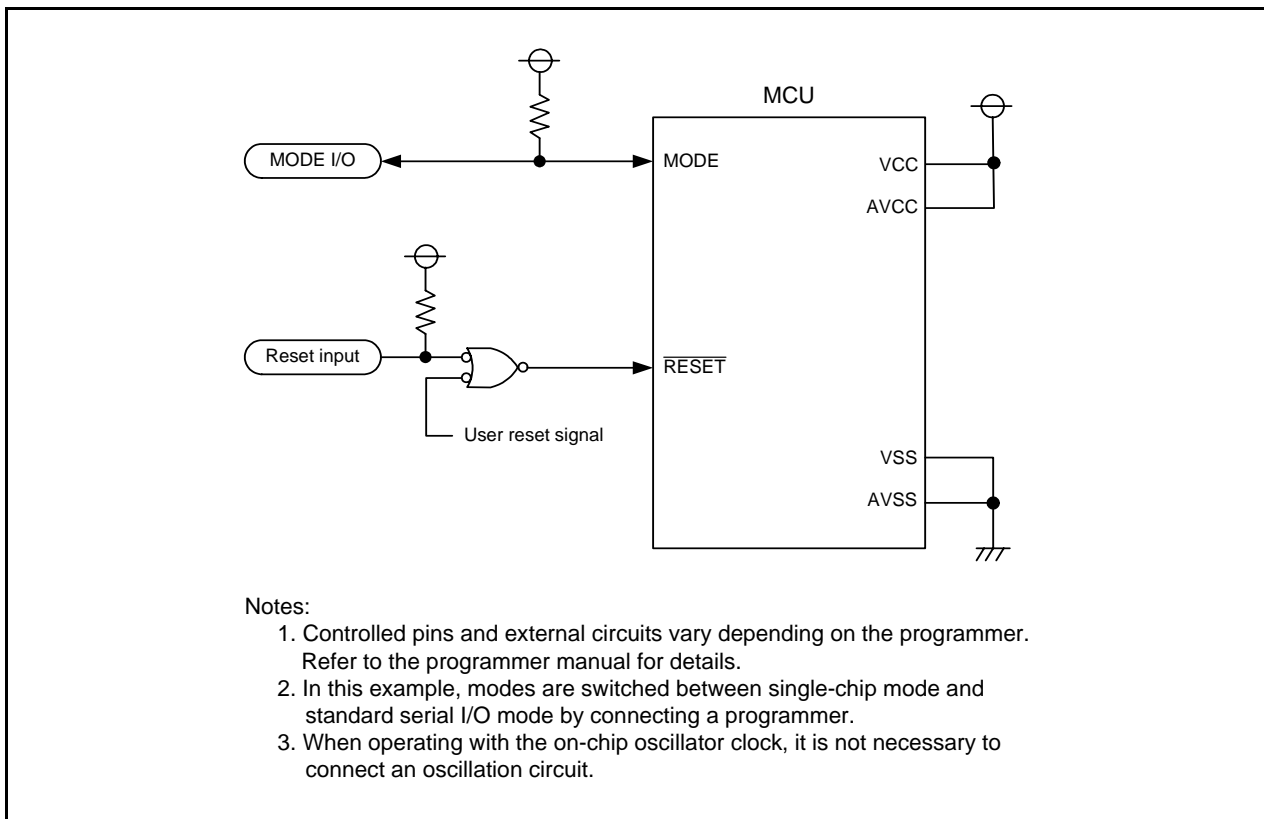 MCU
MODE I/O
MODE
VCC
AVCC
Reset input
RESET
User reset signal
VSS
AVSS
Notes:
1. Controlled pins and external circuits vary depending on the programmer.
Refer to the programmer manual for details.
2. In this example, modes are switched between single-chip mode and
standard serial I/O mode by connecting a programmer.
3. When operating with the on-chip oscillator clock, it is not necessary to
connect an oscillation circuit.